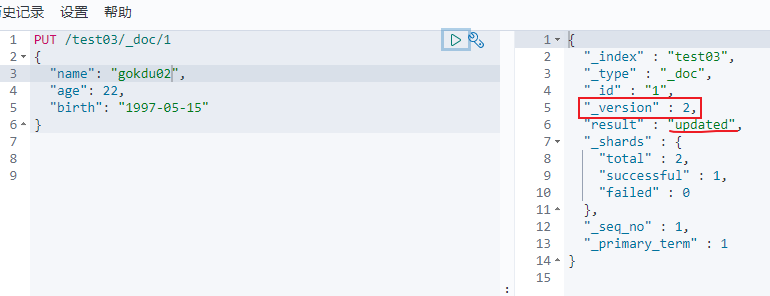 历史记录 设置 帮助
1 PUT /test03/_doc/1
2 {
3 "name": "gokdu02",
4 "age": 22,
5 "birth": "1997-05-15"
6 }
7
8
9
1 {
2 "_index" : "test03",
3 "_type" : "_doc",
4 "_id" : "1",
5 "_version" : 2,
6 "result" : "updated",
7 "_shards" : {
8 "total" : 2,
9 "successful" : 1,
10 "failed" : 0
11 },
12 "_seq_no" : 1,
13 "_primary_term" : 1
14 }
15